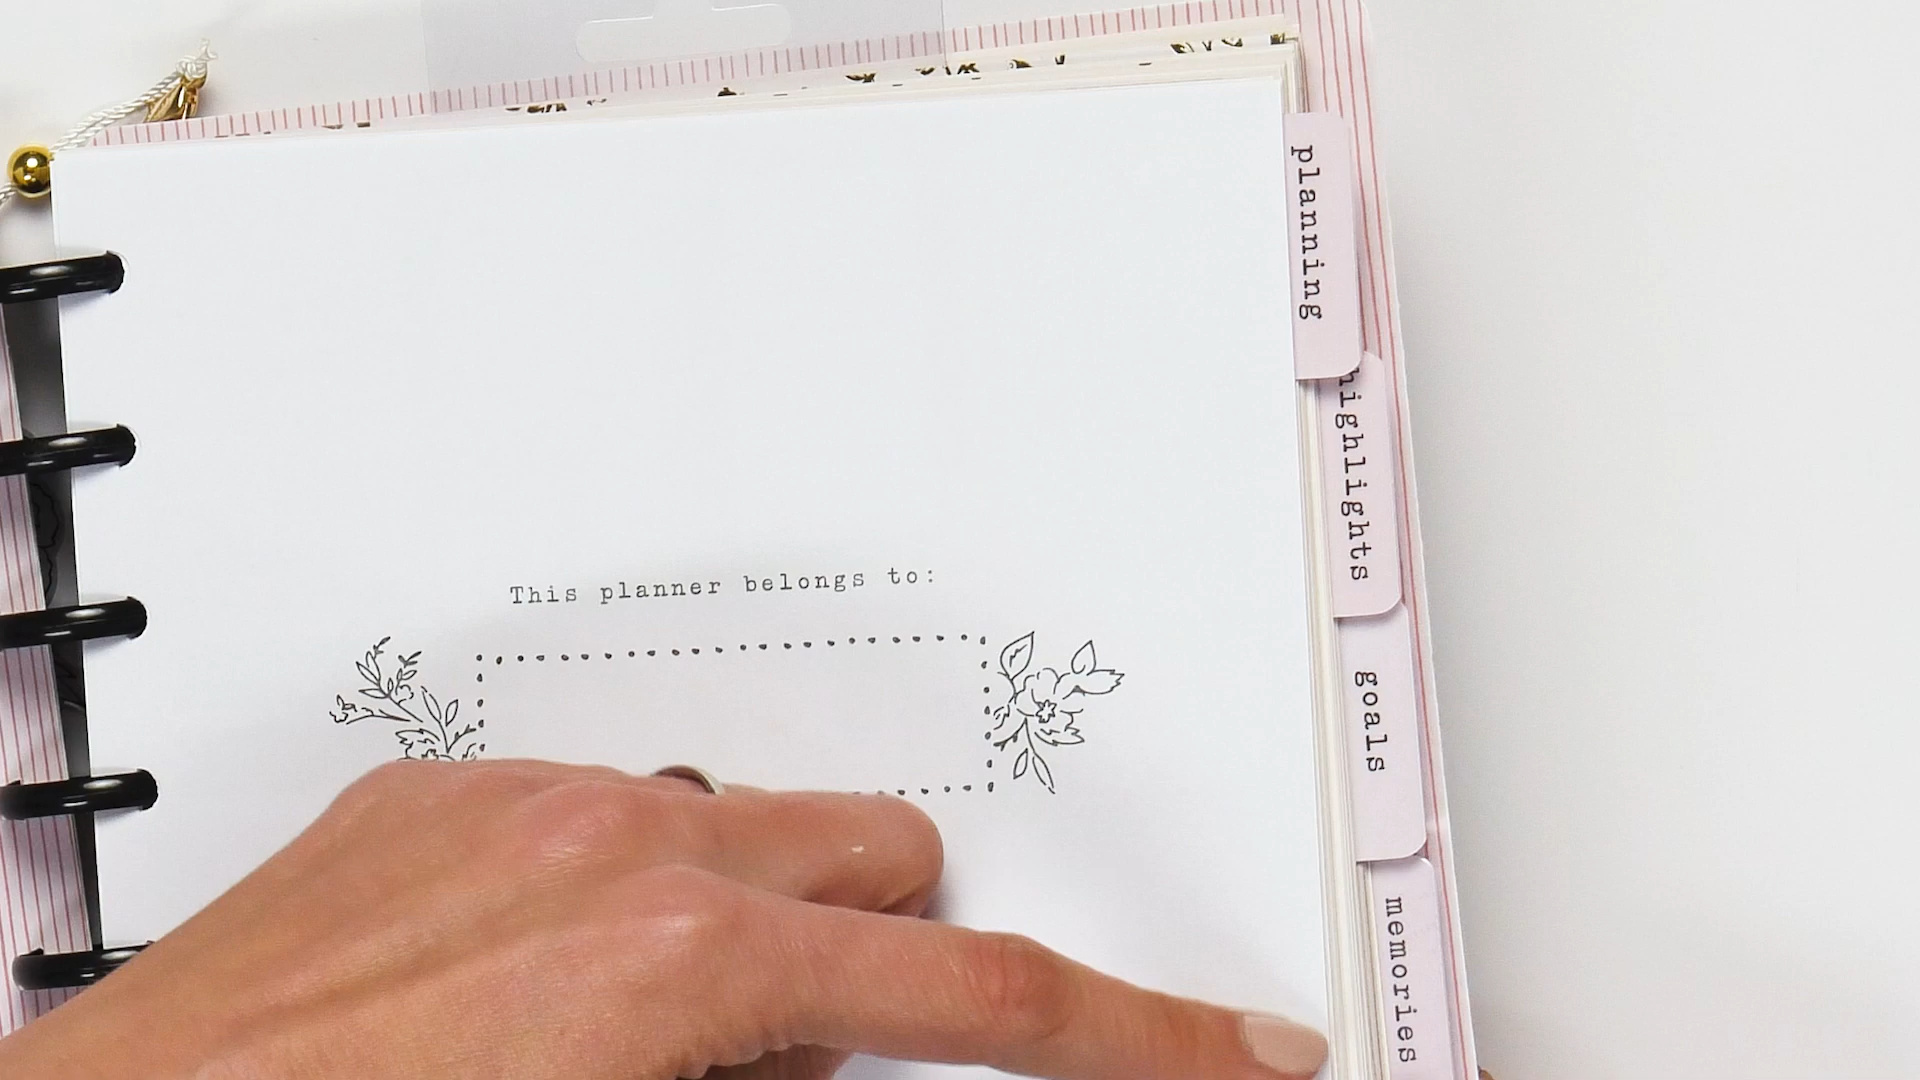 This planner belongs to:
planning
highlights
goals
memories